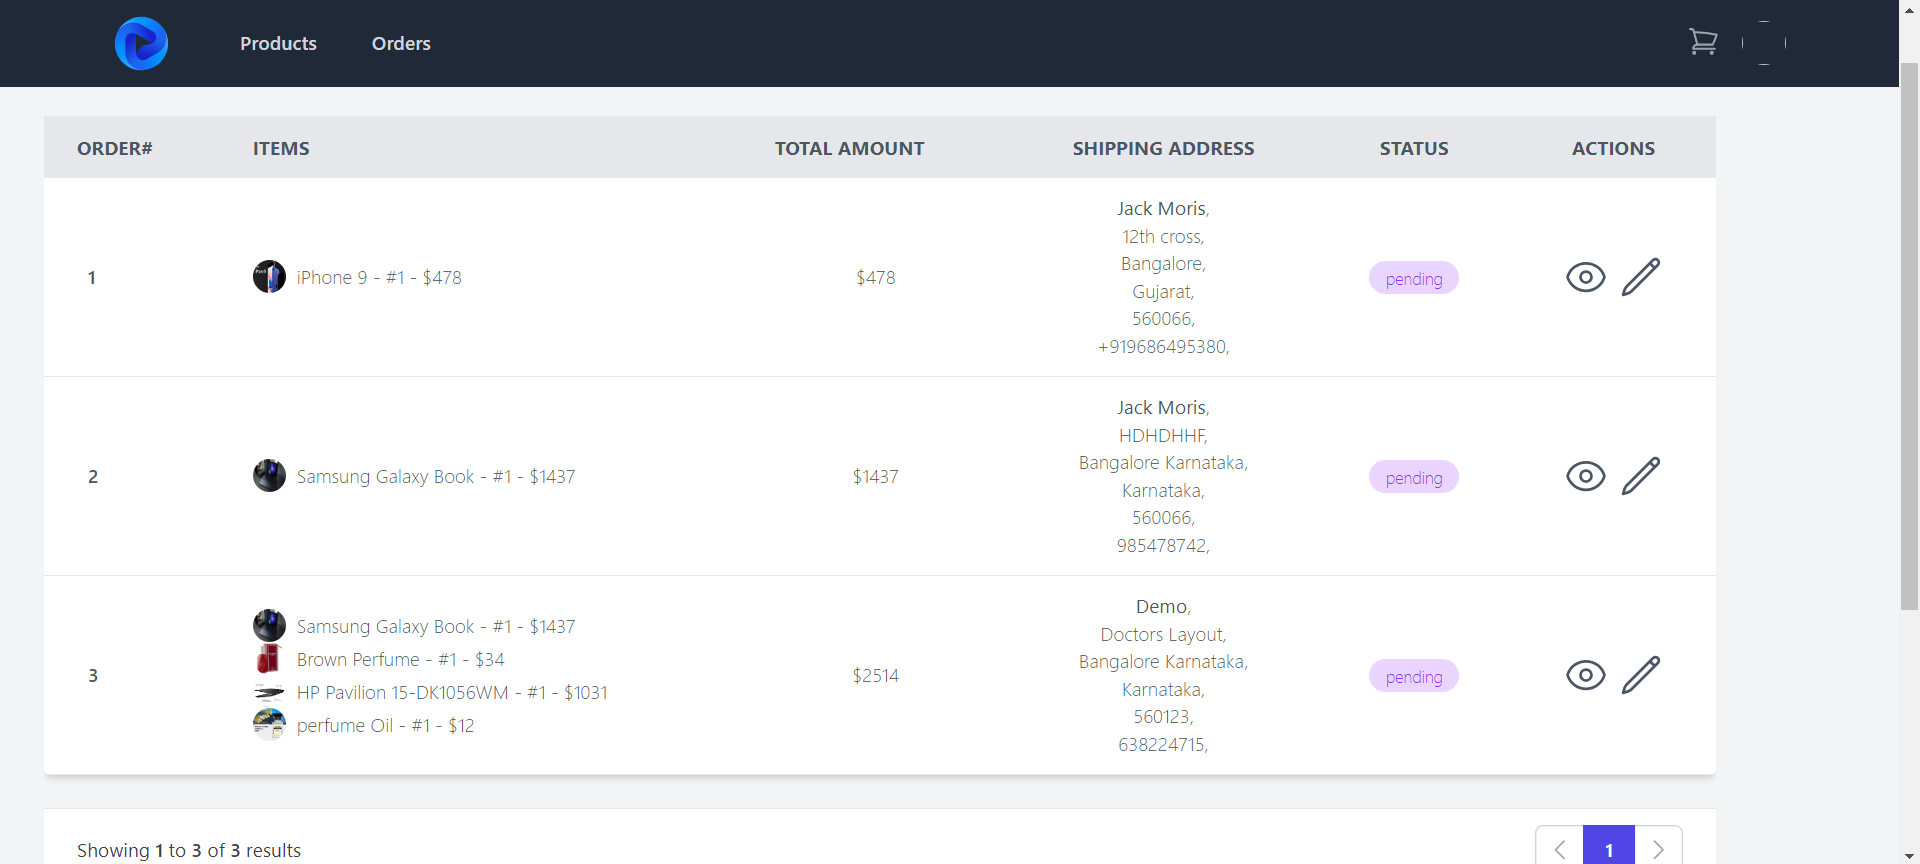 Products Orders
ORDER# ITEMS TOTAL AMOUNT SHIPPING ADDRESS STATUS ACTIONS
Jack Moris,
12th cross,
Bangalore,
1 iPhone 9 - #1 - $478 $478 pending
Gujarat,
560066,
+919686495380,
Jack Moris,
HDHDHHF,
Bangalore Karnataka,
2 Samsung Galaxy Book - #1 - $1437 $1437 pending
Karnataka,
560066,
985478742,
Demo,
Samsung Galaxy Book - #1 - $1437
Doctors Layout,
Brown Perfume - #1 - $34
Bangalore Karnataka,
3 $2514 pending
HP Pavilion 15-DK1056WM - #1 - $1031
Karnataka,
560123,
perfume Oil - #1 - $12
638224715,
Showing 1 to 3 of 3 results 1